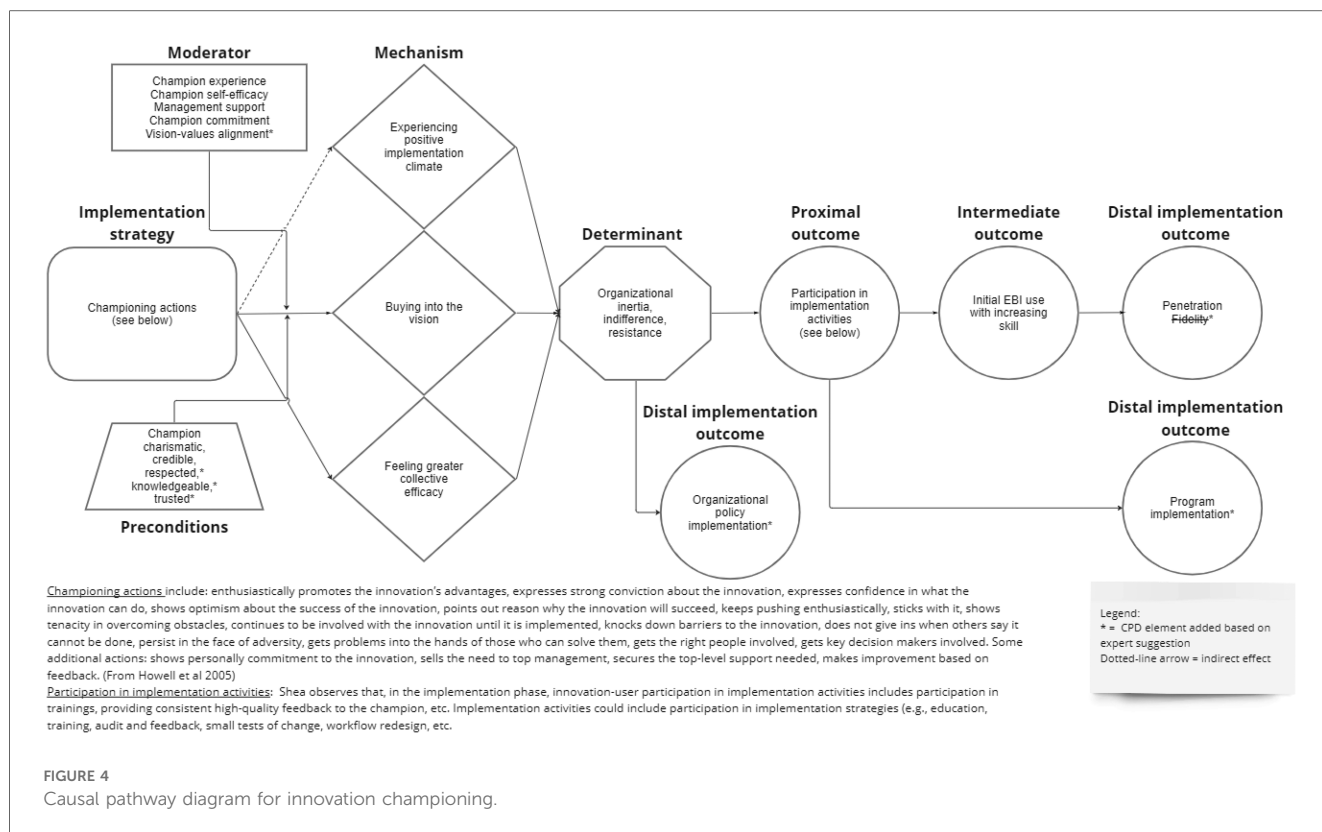 Moderator
Champion experience
Champion self-efficacy
Management support
Champion commitment
Vision-values alignment*
Mechanism
Experiencing
positive
implementation
climate
Implementation
strategy
Championing actions
(see below)
Buying into the
vision
Determinant
Organizational
inertia,
indifference,
resistance
Proximal
outcome
Participation in
implementation
activities
(see below)
Intermediate
outcome
Initial EBI use
with increasing
skill
Distal implementation
outcome
Penetration
Fidelity*
Champion
charismatic,
credible,
respected,*
knowledgeable,*
trusted*
Preconditions
Feeling greater
collective
efficacy
Distal implementation
outcome
Organizational
policy
implementation*
Distal implementation
outcome
Program
implementation*
Championing actions include: enthusiastically promotes the innovation's advantages, expresses strong conviction about the innovation, expresses confidence in what the
innovation can do, shows optimism about the success of the innovation, points out reason why the innovation will succeed, keeps pushing enthusiastically, sticks with it, shows
tenacity in overcoming obstacles, continues to be involved with the innovation until it is implemented, knocks down barriers to the innovation, does not give ins when others say it
cannot be done, persist in the face of adversity, gets problems into the hands of those who can solve them, gets the right people involved, gets key decision makers involved. Some
additional actions: shows personally commitment to the innovation, sells the need to top management, secures the top-level support needed, makes improvement based on
feedback. (From Howell et al 2005)
Participation in implementation activities: Shea observes that, in the implementation phase, innovation-user participation in implementation activities includes participation in
trainings, providing consistent high-quality feedback to the champion, etc. Implementation activities could include participation in implementation strategies (e.g., education,
training, audit and feedback, small tests of change, workflow redesign, etc.
Legend:
* = CPD element added based on
expert suggestion
Dotted-line arrow = indirect effect
FIGURE 4
Causal pathway diagram for innovation championing.